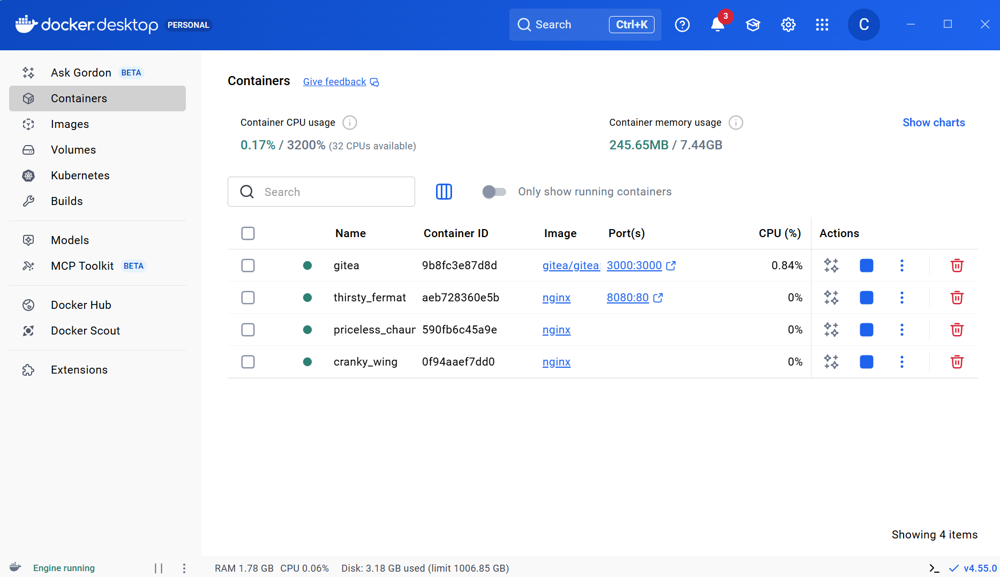 docker.desktop PERSONAL
Search Ctrl+K
3
C
Ask Gordon BETA
Containers
Images
Volumes
Kubernetes
Builds
Models
MCP Toolkit BETA
Docker Hub
Docker Scout
Extensions
Containers Give feedback
Container CPU usage
0.17% / 3200% (32 CPUs available)
Container memory usage
245.65MB / 7.44GB
Show charts
Search
Only show running containers
Name Container ID Image Port(s) CPU (%) Actions
gitea 9b8fc3e87d8d gitea/gitea: 3000:3000 0.84%
thirsty_fermat aeb728360e5b nginx 8080:80 0%
priceless_chaur 590fb6c45a9e nginx 0%
cranky_wing 0f94aaef7dd0 nginx 0%
Showing 4 items
Engine running
RAM 1.78 GB CPU 0.06% Disk: 3.18 GB used (limit 1006.85 GB)
v4.55.0